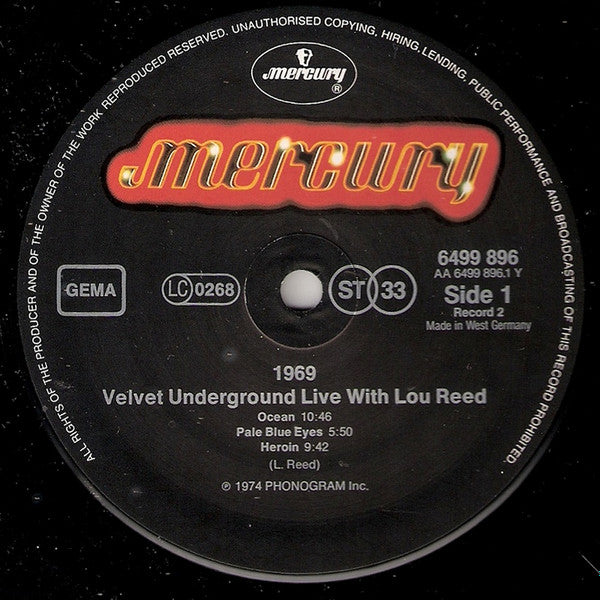 ALL RIGHTS OF THE PRODUCER AND OF THE OWNER OF THE WORK REPRODUCED RESERVED. UNAUTHORISED COPYING, HIRING, LENDING, PUBLIC PERFORMANCE AND BROADCASTING OF THIS RECORD PROHIBITED
mercury
®
mercury
GEMA
LC 0268
ST 33
6499 896
AA 6499 896.1 Y
Side 1
Record 2
Made in West Germany
1969
Velvet Underground Live With Lou Reed
Ocean 10:46
Pale Blue Eyes 5:50
Heroin 9:42
(L. Reed)
℗ 1974 PHONOGRAM Inc.